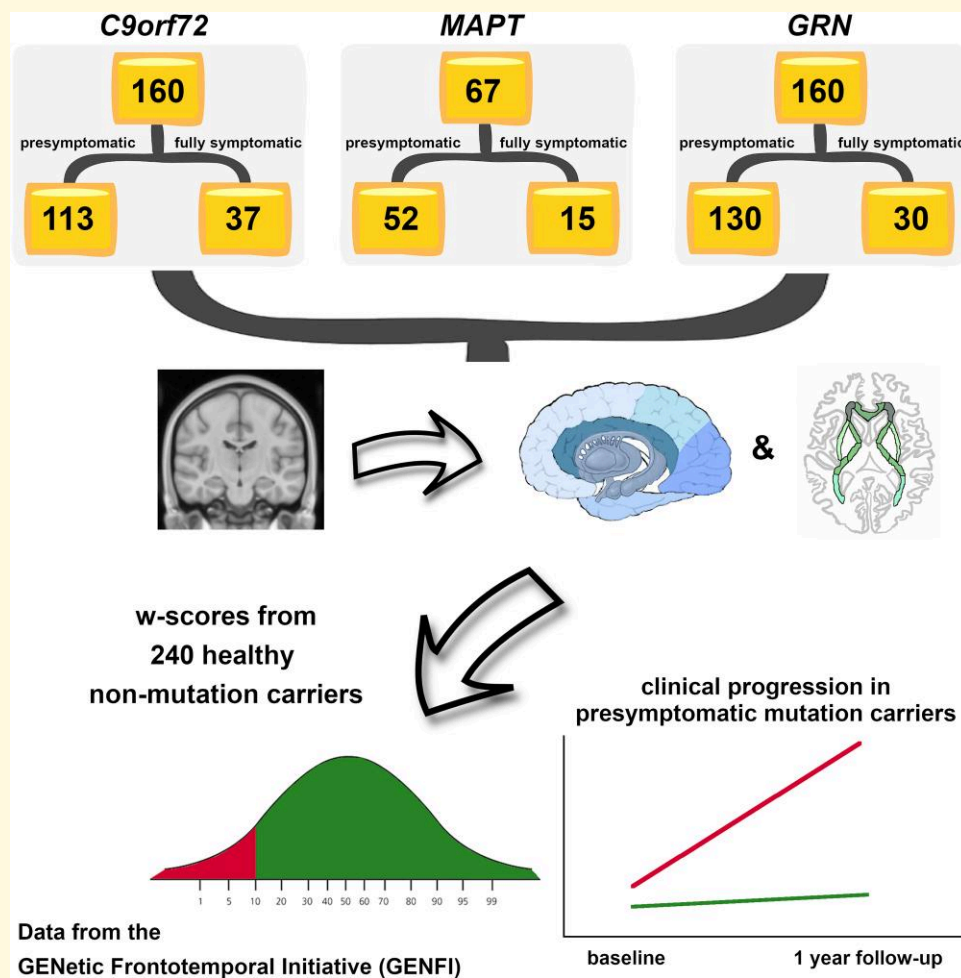 C9orf72
MAPT
GRN
160
67
160
presymptomatic
fully symptomatic
presymptomatic
fully symptomatic
presymptomatic
fully symptomatic
113
37
52
15
130
30
&
w-scores from
240 healthy
non-mutation carriers
clinical progression in
presymptomatic mutation carriers
1 5 10 20 30 40 50 60 70 80 90 95 99
baseline
1 year follow-up
Data from the
GENetic Frontotemporal Initiative (GENFI)